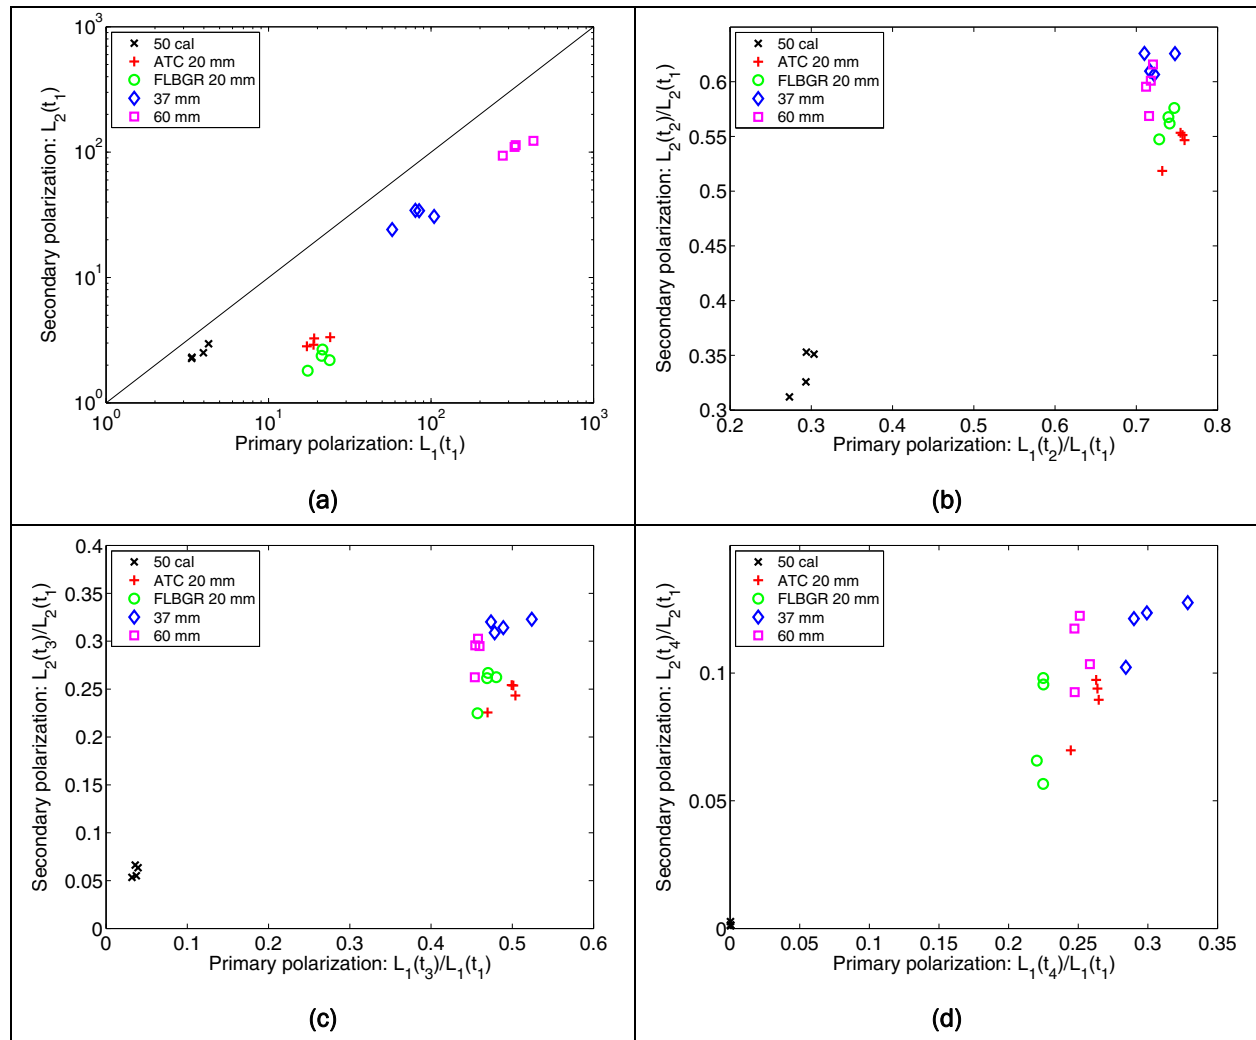 10^3
10^2
10^1
10^0
10^0 10^1 10^2 10^3
Secondary polarization: L_2(t_1)
Primary polarization: L_1(t_1)
50 cal
ATC 20 mm
FLBGR 20 mm
37 mm
60 mm
(a)
0.6
0.55
0.5
0.45
0.4
0.35
0.3
0.2 0.3 0.4 0.5 0.6 0.7 0.8
Secondary polarization: L_2(t_2)/L_2(t_1)
Primary polarization: L_1(t_2)/L_1(t_1)
50 cal
ATC 20 mm
FLBGR 20 mm
37 mm
60 mm
(b)
0.4
0.35
0.3
0.25
0.2
0.15
0.1
0.05
0
0 0.1 0.2 0.3 0.4 0.5 0.6
Secondary polarization: L_2(t_3)/L_2(t_1)
Primary polarization: L_1(t_3)/L_1(t_1)
50 cal
ATC 20 mm
FLBGR 20 mm
37 mm
60 mm
(c)
0.1
0.05
0
0 0.05 0.1 0.15 0.2 0.25 0.3 0.35
Secondary polarization: L_2(t_4)/L_2(t_1)
Primary polarization: L_1(t_4)/L_1(t_1)
50 cal
ATC 20 mm
FLBGR 20 mm
37 mm
60 mm
(d)